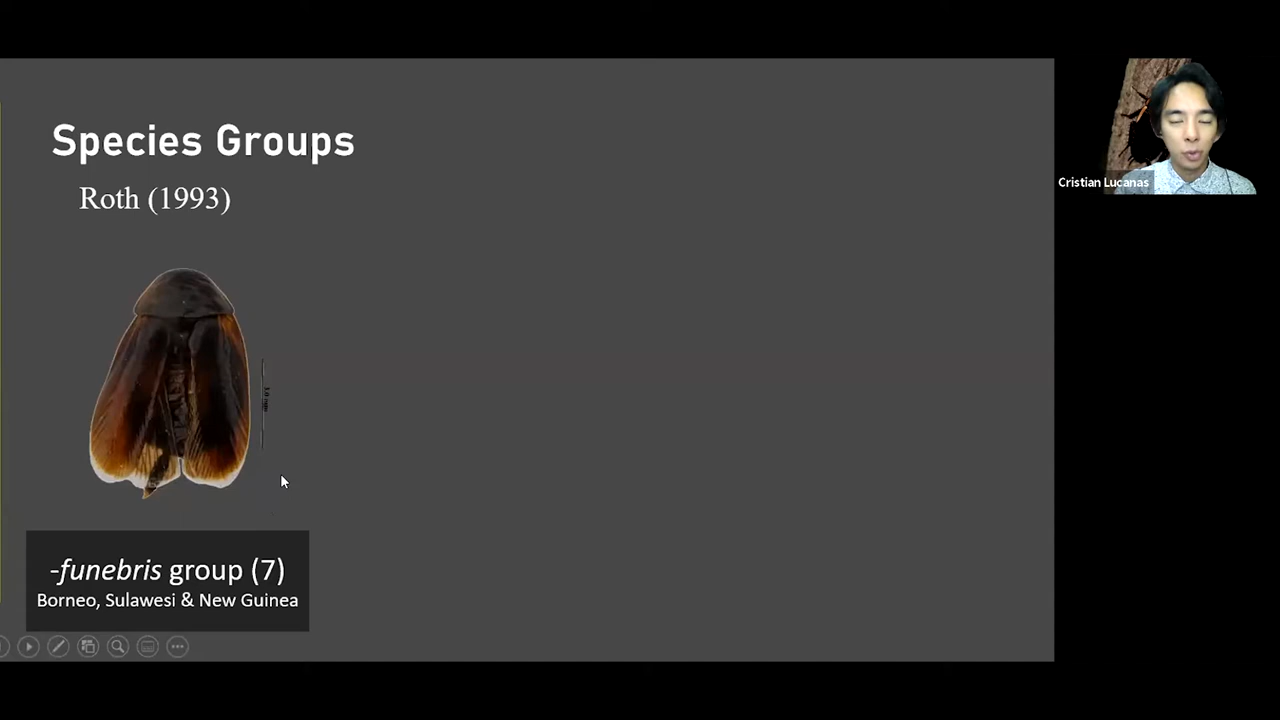 Species Groups
Roth (1993)
Cristian Lucanas
-funebris group (7)
Borneo, Sulawesi & New Guinea